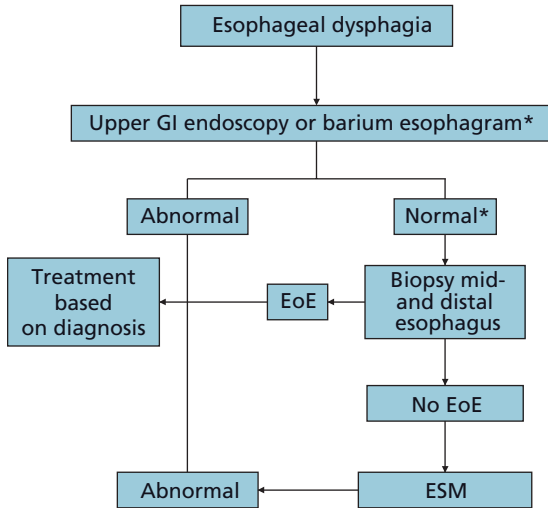 Esophageal dysphagia
Upper GI endoscopy or barium esophagram*
Abnormal
Normal*
Treatment
based
on diagnosis
EoE
Biopsy mid-
and distal
esophagus
No EoE
Abnormal
ESM